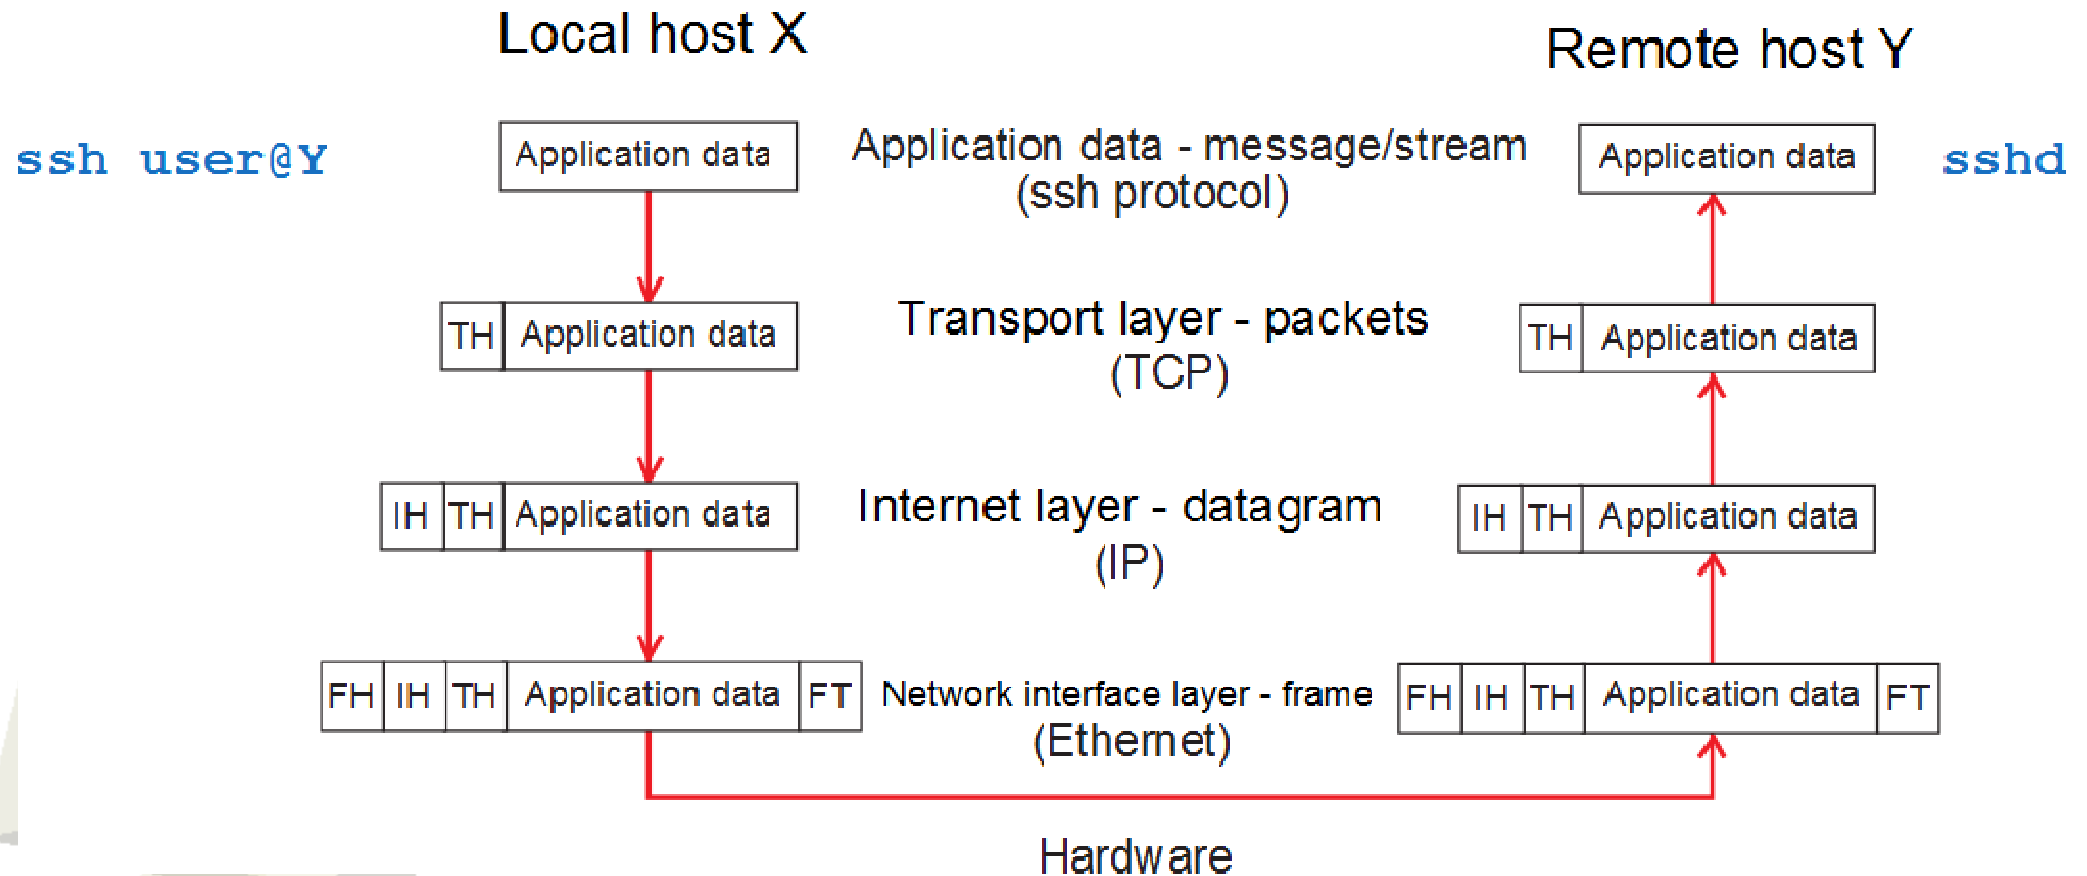 Local host X
Remote host Y
ssh user@Y
Application data
Application data - message/stream
(ssh protocol)
Application data
sshd
TH Application data
Transport layer - packets
(TCP)
TH Application data
IH TH Application data
Internet layer - datagram
(IP)
IH TH Application data
FH IH TH Application data FT
Network interface layer - frame
(Ethernet)
FH IH TH Application data FT
Hardware